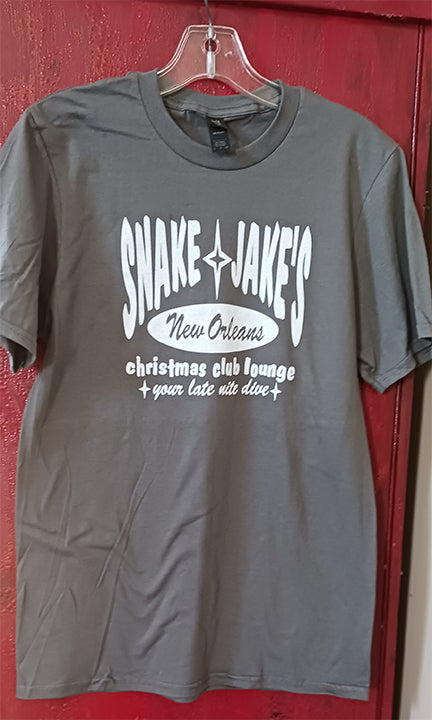 SNAKE JAKE'S
New Orleans
christmas club lounge
your late nite dive